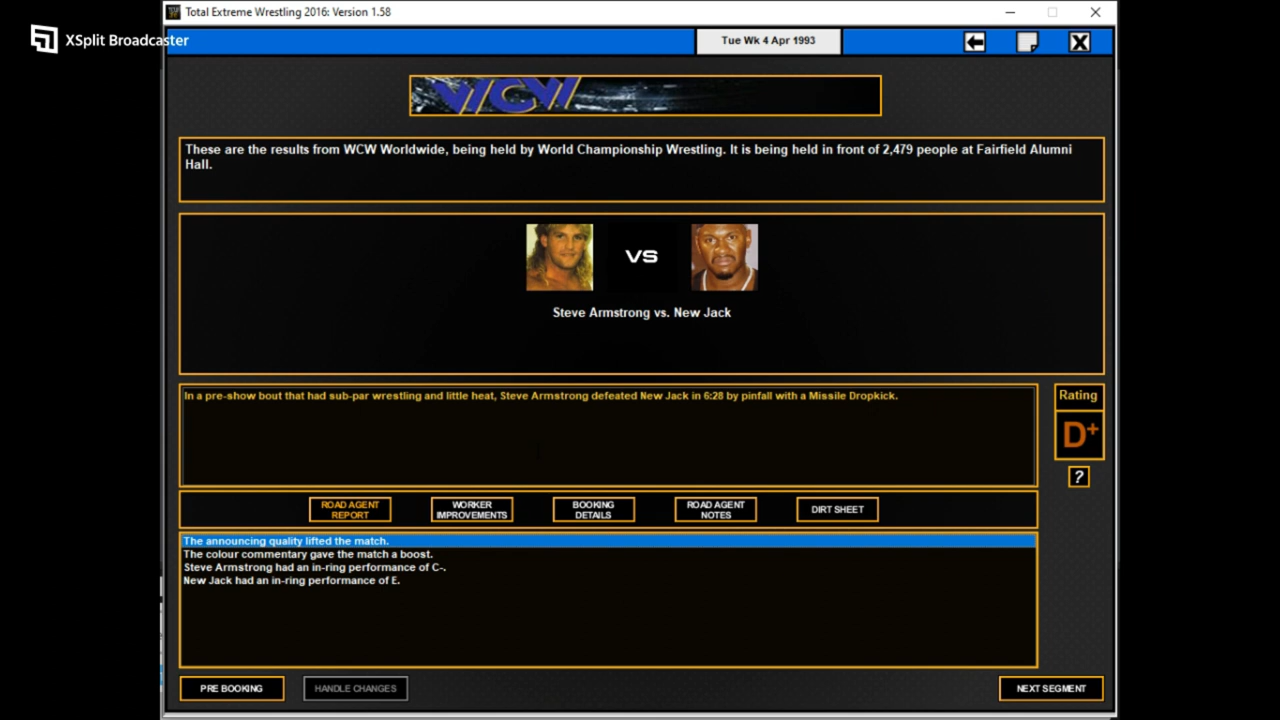 Total Extreme Wrestling 2016: Version 1.58
XSplit Broadcaster
Tue Wk 4 Apr 1993
WCW
These are the results from WCW Worldwide, being held by World Championship Wrestling. It is being held in front of 2,479 people at Fairfield Alumni
Hall.
VS
Steve Armstrong vs. New Jack
In a pre-show bout that had sub-par wrestling and little heat, Steve Armstrong defeated New Jack in 6:28 by pinfall with a Missile Dropkick.
Rating
D+
?
ROAD AGENT
REPORT
WORKER
IMPROVEMENTS
BOOKING
DETAILS
ROAD AGENT
NOTES
DIRT SHEET
The announcing quality lifted the match.
The colour commentary gave the match a boost.
Steve Armstrong had an in-ring performance of C-.
New Jack had an in-ring performance of E.
PRE BOOKING
HANDLE CHANGES
NEXT SEGMENT